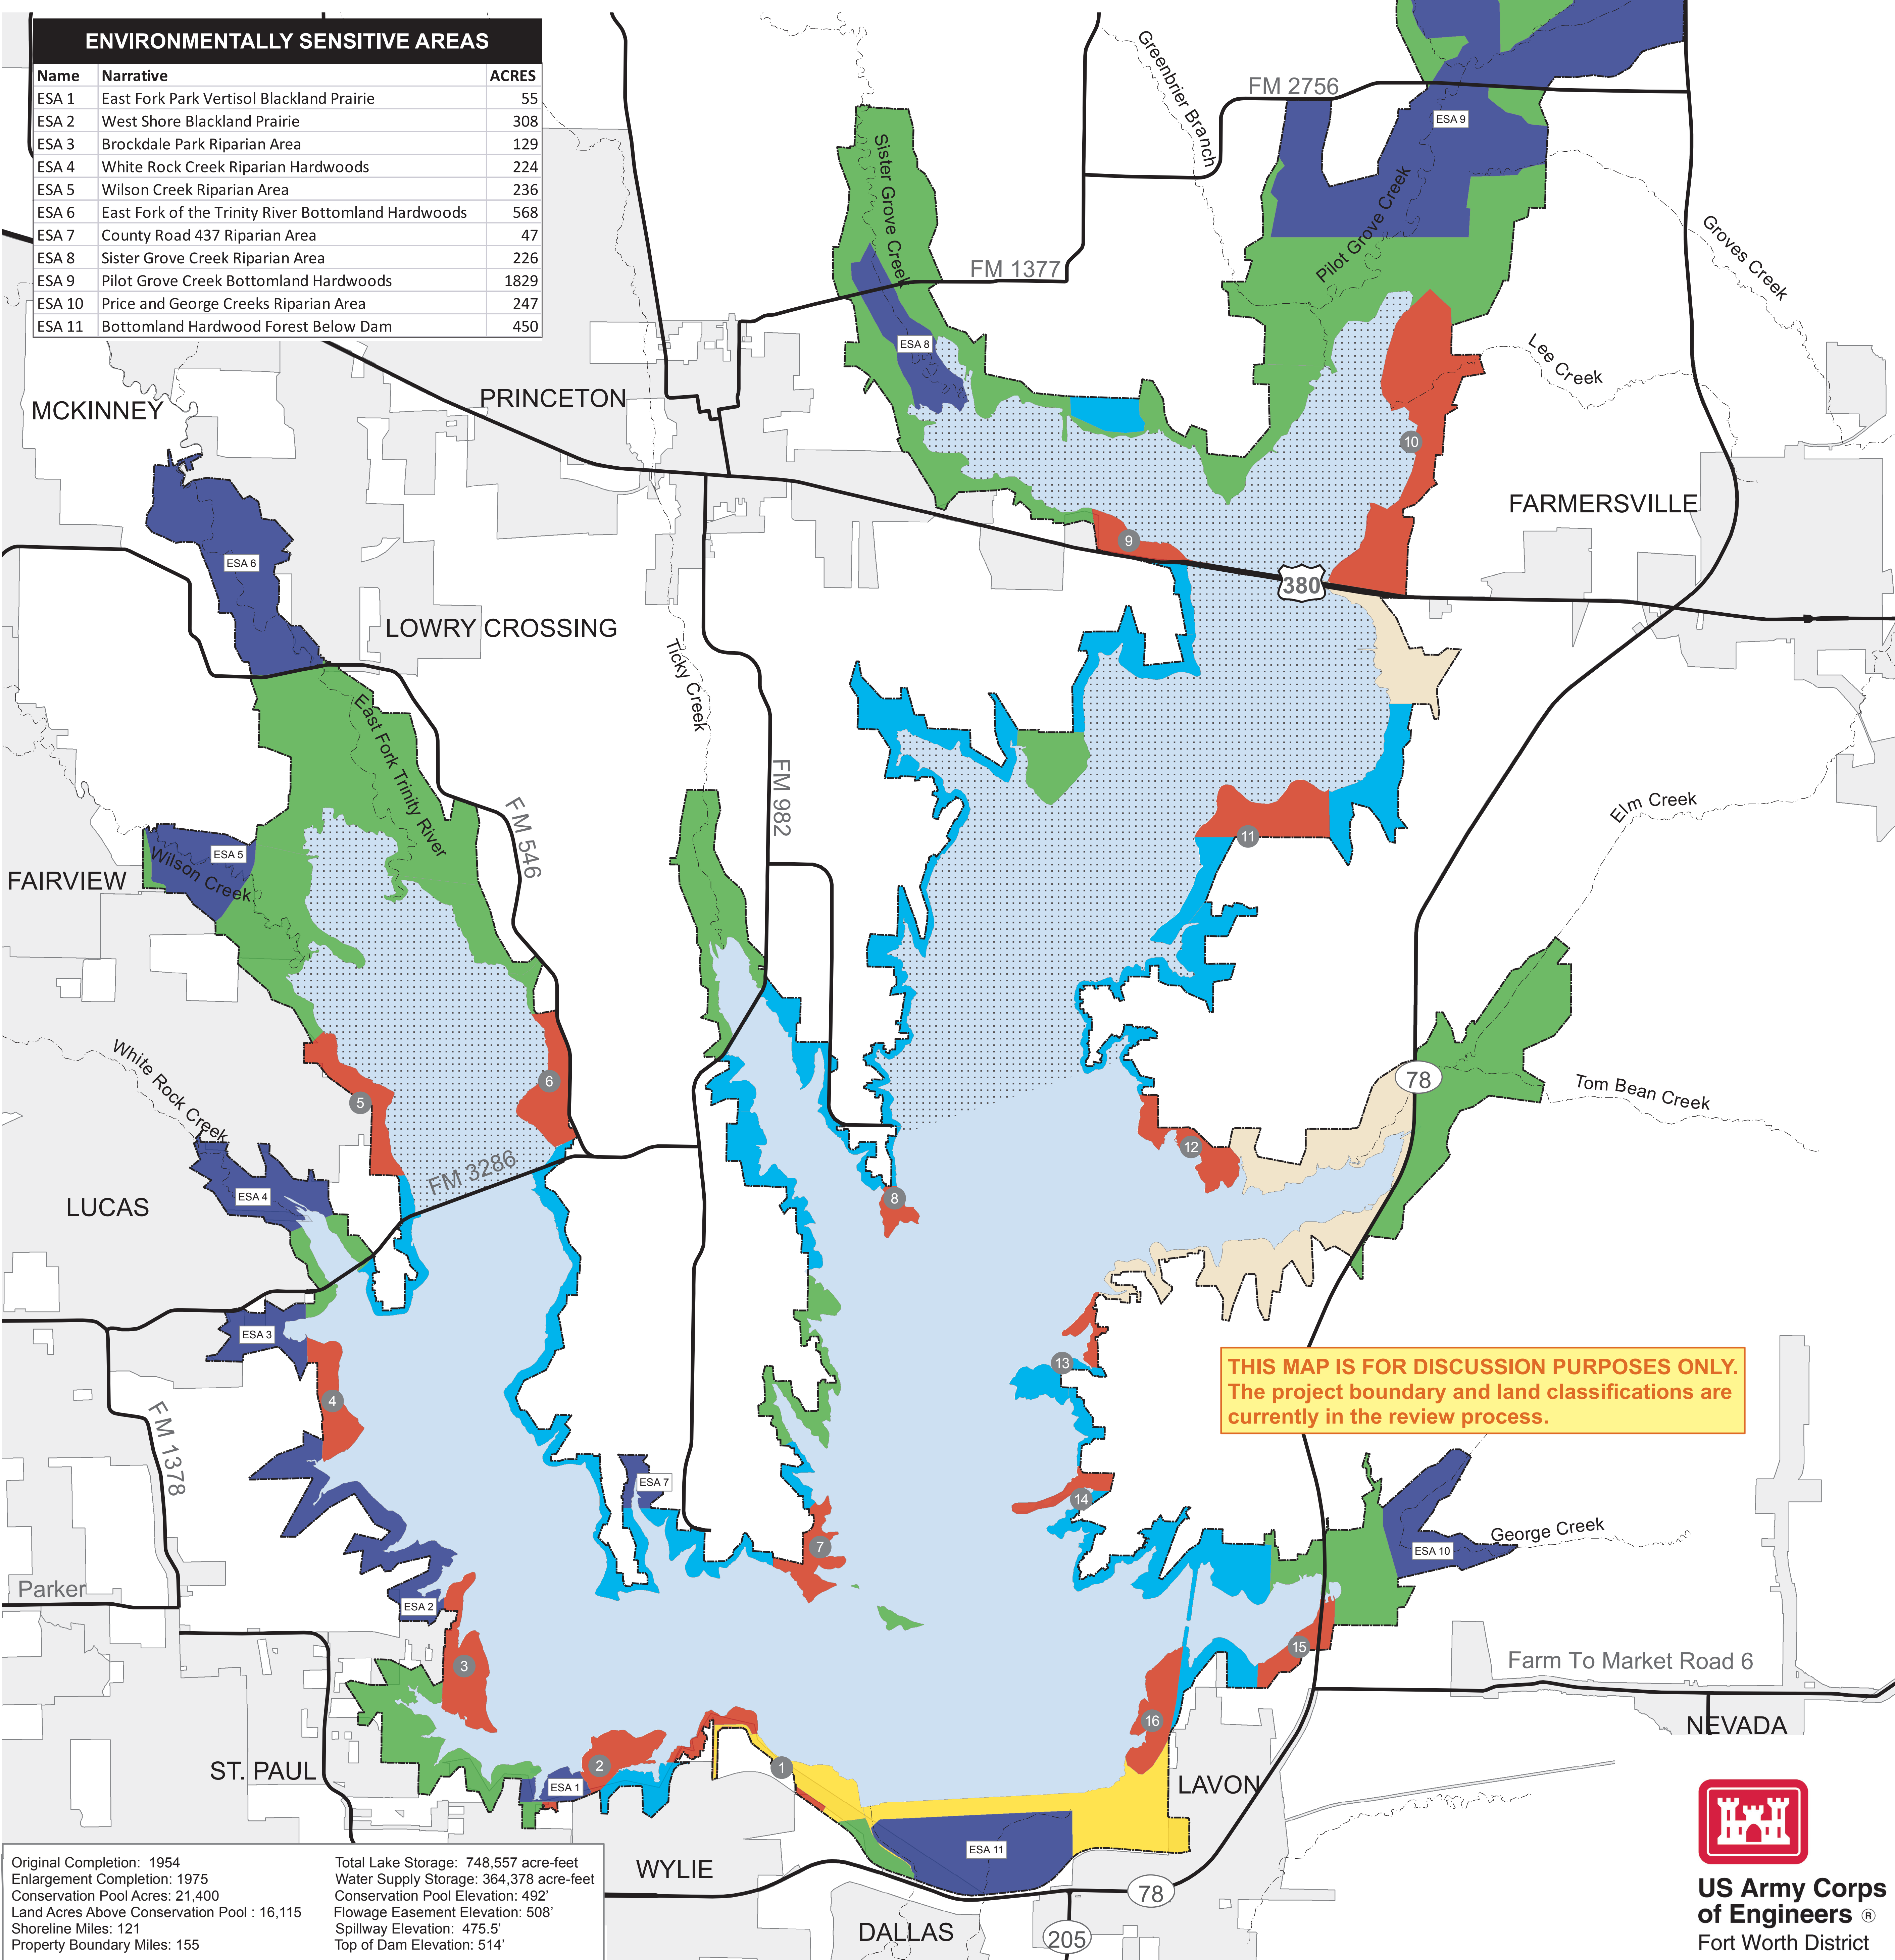 ENVIRONMENTALLY SENSITIVE AREAS
Name Narrative ACRES
ESA 1 East Fork Park Vertisol Blackland Prairie 55
ESA 2 West Shore Blackland Prairie 308
ESA 3 Brockdale Park Riparian Area 129
ESA 4 White Rock Creek Riparian Hardwoods 224
ESA 5 Wilson Creek Riparian Area 236
ESA 6 East Fork of the Trinity River Bottomland Hardwoods 568
ESA 7 County Road 437 Riparian Area 47
ESA 8 Sister Grove Creek Riparian Area 226
ESA 9 Pilot Grove Creek Bottomland Hardwoods 1829
ESA 10 Price and George Creeks Riparian Area 247
ESA 11 Bottomland Hardwood Forest Below Dam 450
Greenbrier Branch
FM 2756
ESA 9
Sister Grove Creek
Pilot Grove Creek
Groves Creek
FM 1377
ESA 8
Lee Creek
MCKINNEY
PRINCETON
10
FARMERSVILLE
9
ESA 6
380
LOWRY CROSSING
Ticky Creek
East Fork Trinity River
FM 982
FM 546
Elm Creek
11
ESA 5
Wilson Creek
FAIRVIEW
White Rock Creek
5
6
78
Tom Bean Creek
12
FM 3286
ESA 4
LUCAS
8
ESA 3
13
THIS MAP IS FOR DISCUSSION PURPOSES ONLY.
The project boundary and land classifications are
currently in the review process.
4
FM 1378
ESA 7
14
George Creek
7
ESA 10
Parker
ESA 2
15
3
Farm To Market Road 6
16
NEVADA
ST. PAUL
2
1
ESA 1
LAVON
ESA 11
WYLIE
78
DALLAS
205
Original Completion: 1954
Enlargement Completion: 1975
Conservation Pool Acres: 21,400
Land Acres Above Conservation Pool : 16,115
Shoreline Miles: 121
Property Boundary Miles: 155
Total Lake Storage: 748,557 acre-feet
Water Supply Storage: 364,378 acre-feet
Conservation Pool Elevation: 492'
Flowage Easement Elevation: 508'
Spillway Elevation: 475.5'
Top of Dam Elevation: 514'
US Army Corps
of Engineers ®
Fort Worth District